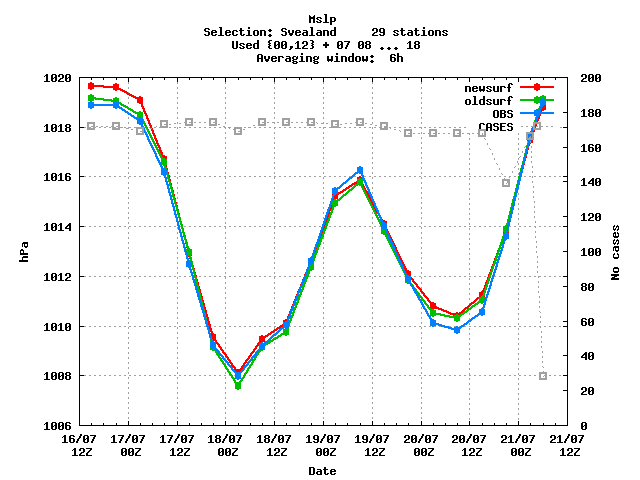 Mslp
Selection: Svealand 29 stations
Used {00,12} + 07 08 ... 18
Averaging window: 6h
newsurf
oldsurf
OBS
CASES
1020
1018
1016
1014
1012
1010
1008
1006
hPa
200
180
160
140
120
100
80
60
40
20
0
No cases
16/07 17/07 17/07 18/07 18/07 19/07 19/07 20/07 20/07 21/07 21/07
12Z 00Z 12Z 00Z 12Z 00Z 12Z 00Z 12Z 00Z 12Z
Date